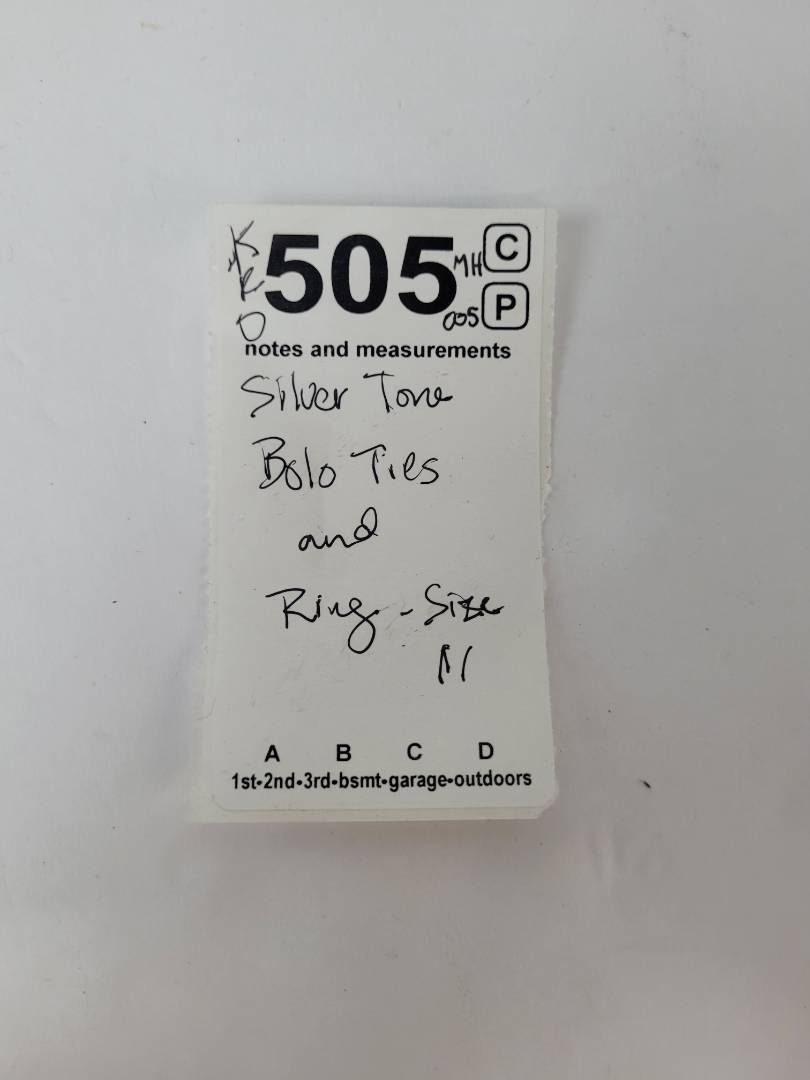 K
R
O
505
MH
C
005
P
notes and measurements
Silver Tone
Bolo Ties
and
Ring - Size
11
A B C D
1st•2nd•3rd•bsmt•garage•outdoors